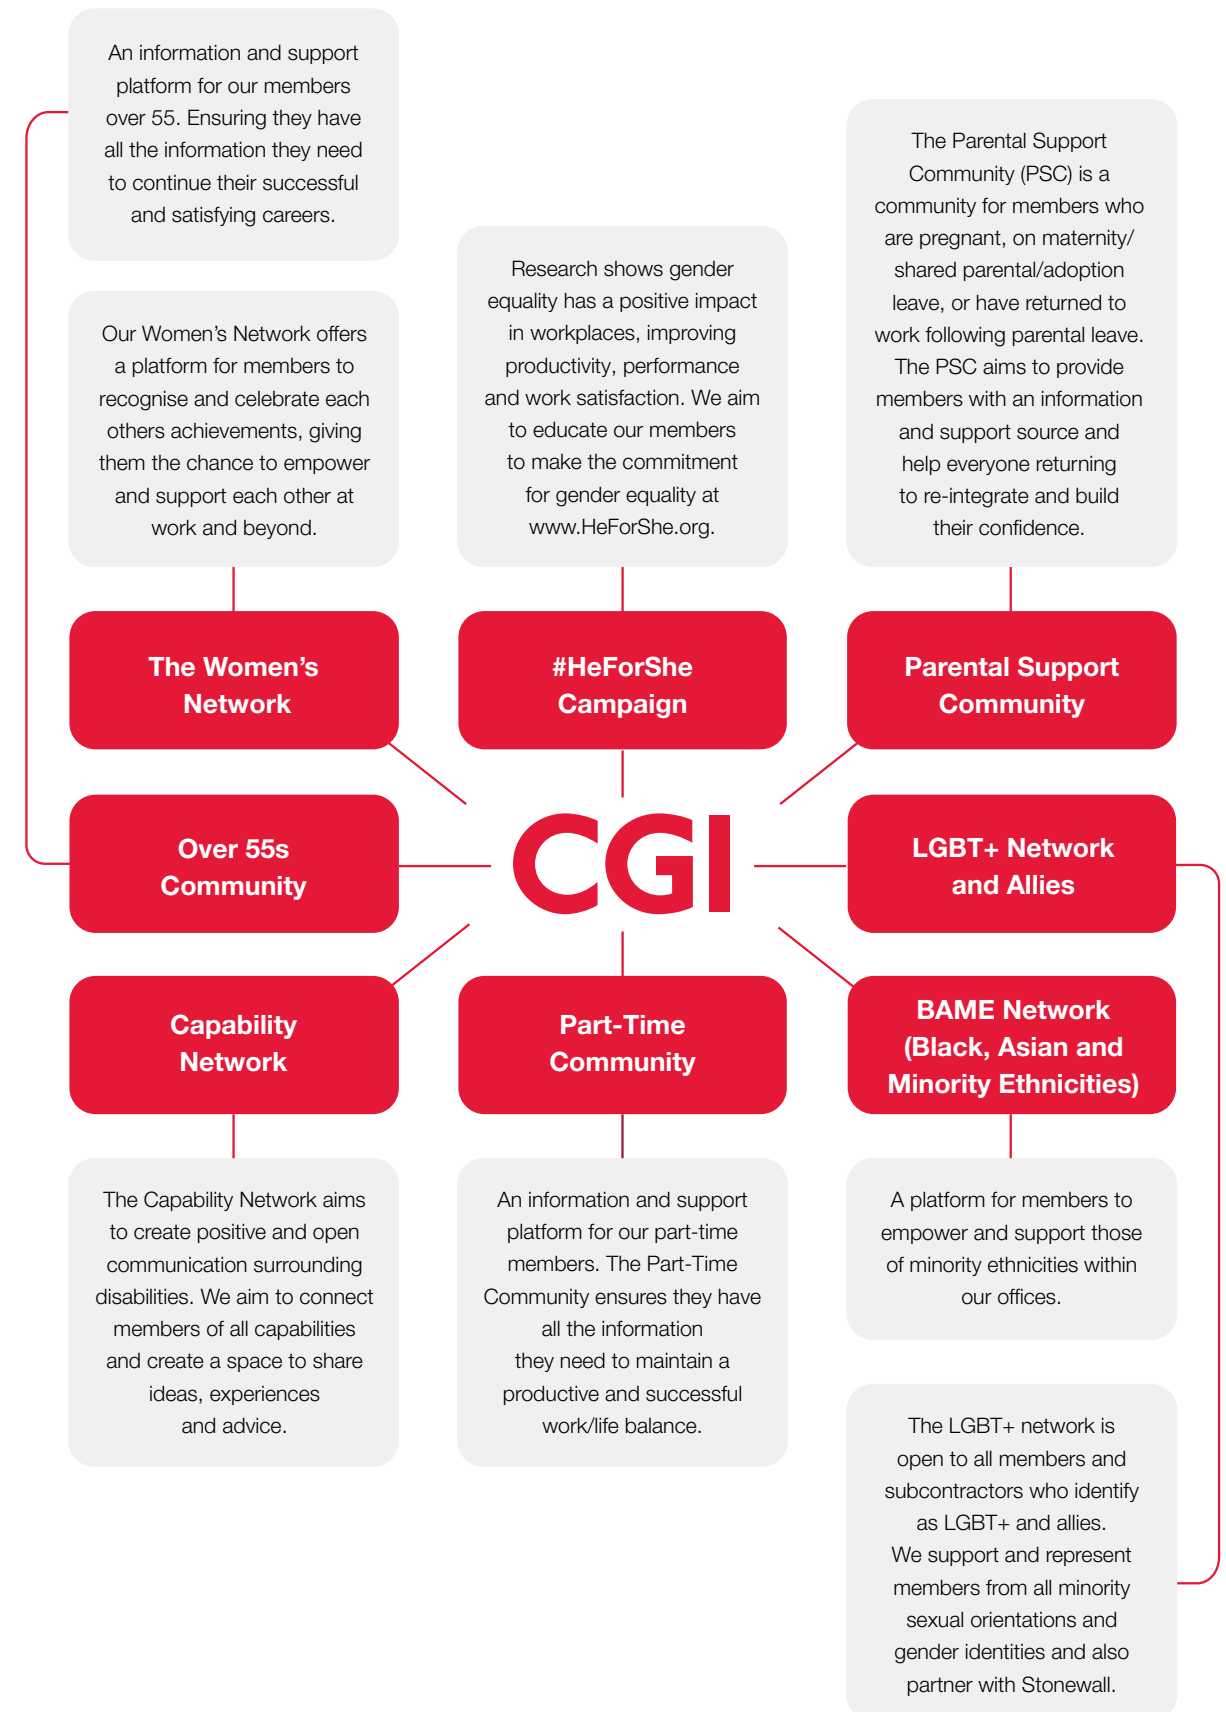 An information and support
platform for our members
over 55. Ensuring they have
all the information they need
to continue their successful
and satisfying careers.
Our Women’s Network offers
a platform for members to
recognise and celebrate each
others achievements, giving
them the chance to empower
and support each other at
work and beyond.
Research shows gender
equality has a positive impact
in workplaces, improving
productivity, performance
and work satisfaction. We aim
to educate our members
to make the commitment
for gender equality at
www.HeForShe.org.
The Parental Support
Community (PSC) is a
community for members who
are pregnant, on maternity/
shared parental/adoption
leave, or have returned to
work following parental leave.
The PSC aims to provide
members with an information
and support source and
help everyone returning
to re-integrate and build
their confidence.
The Women’s
Network
#HeForShe
Campaign
Parental Support
Community
Over 55s
Community
CGI
LGBT+ Network
and Allies
Capability
Network
Part-Time
Community
BAME Network
(Black, Asian and
Minority Ethnicities)
The Capability Network aims
to create positive and open
communication surrounding
disabilities. We aim to connect
members of all capabilities
and create a space to share
ideas, experiences
and advice.
An information and support
platform for our part-time
members. The Part-Time
Community ensures they have
all the information
they need to maintain a
productive and successful
work/life balance.
A platform for members to
empower and support those
of minority ethnicities within
our offices.
The LGBT+ network is
open to all members and
subcontractors who identify
as LGBT+ and allies.
We support and represent
members from all minority
sexual orientations and
gender identities and also
partner with Stonewall.